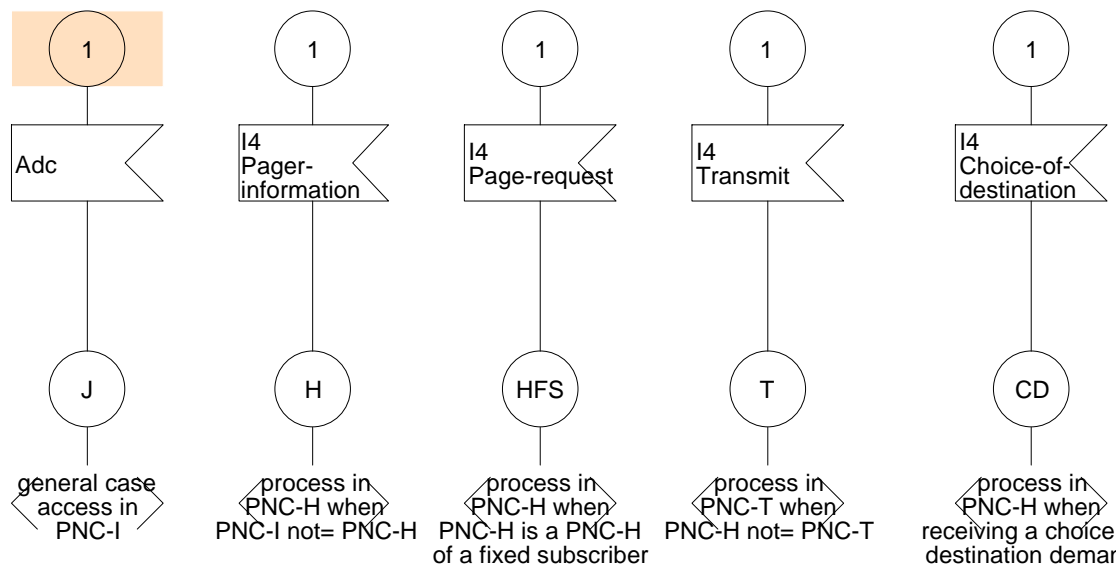 1
1
1
1
1
Adc
I4
Pager-
information
I4
Page-request
I4
Transmit
I4
Choice-of-
destination
J
H
HFS
T
CD
general case
access in
PNC-I
process in
PNC-H when
PNC-I not= PNC-H
process in
PNC-H when
PNC-H is a PNC-H
of a fixed subscriber
process in
PNC-T when
PNC-H not= PNC-T
process in
PNC-H when
receiving a choice
destination